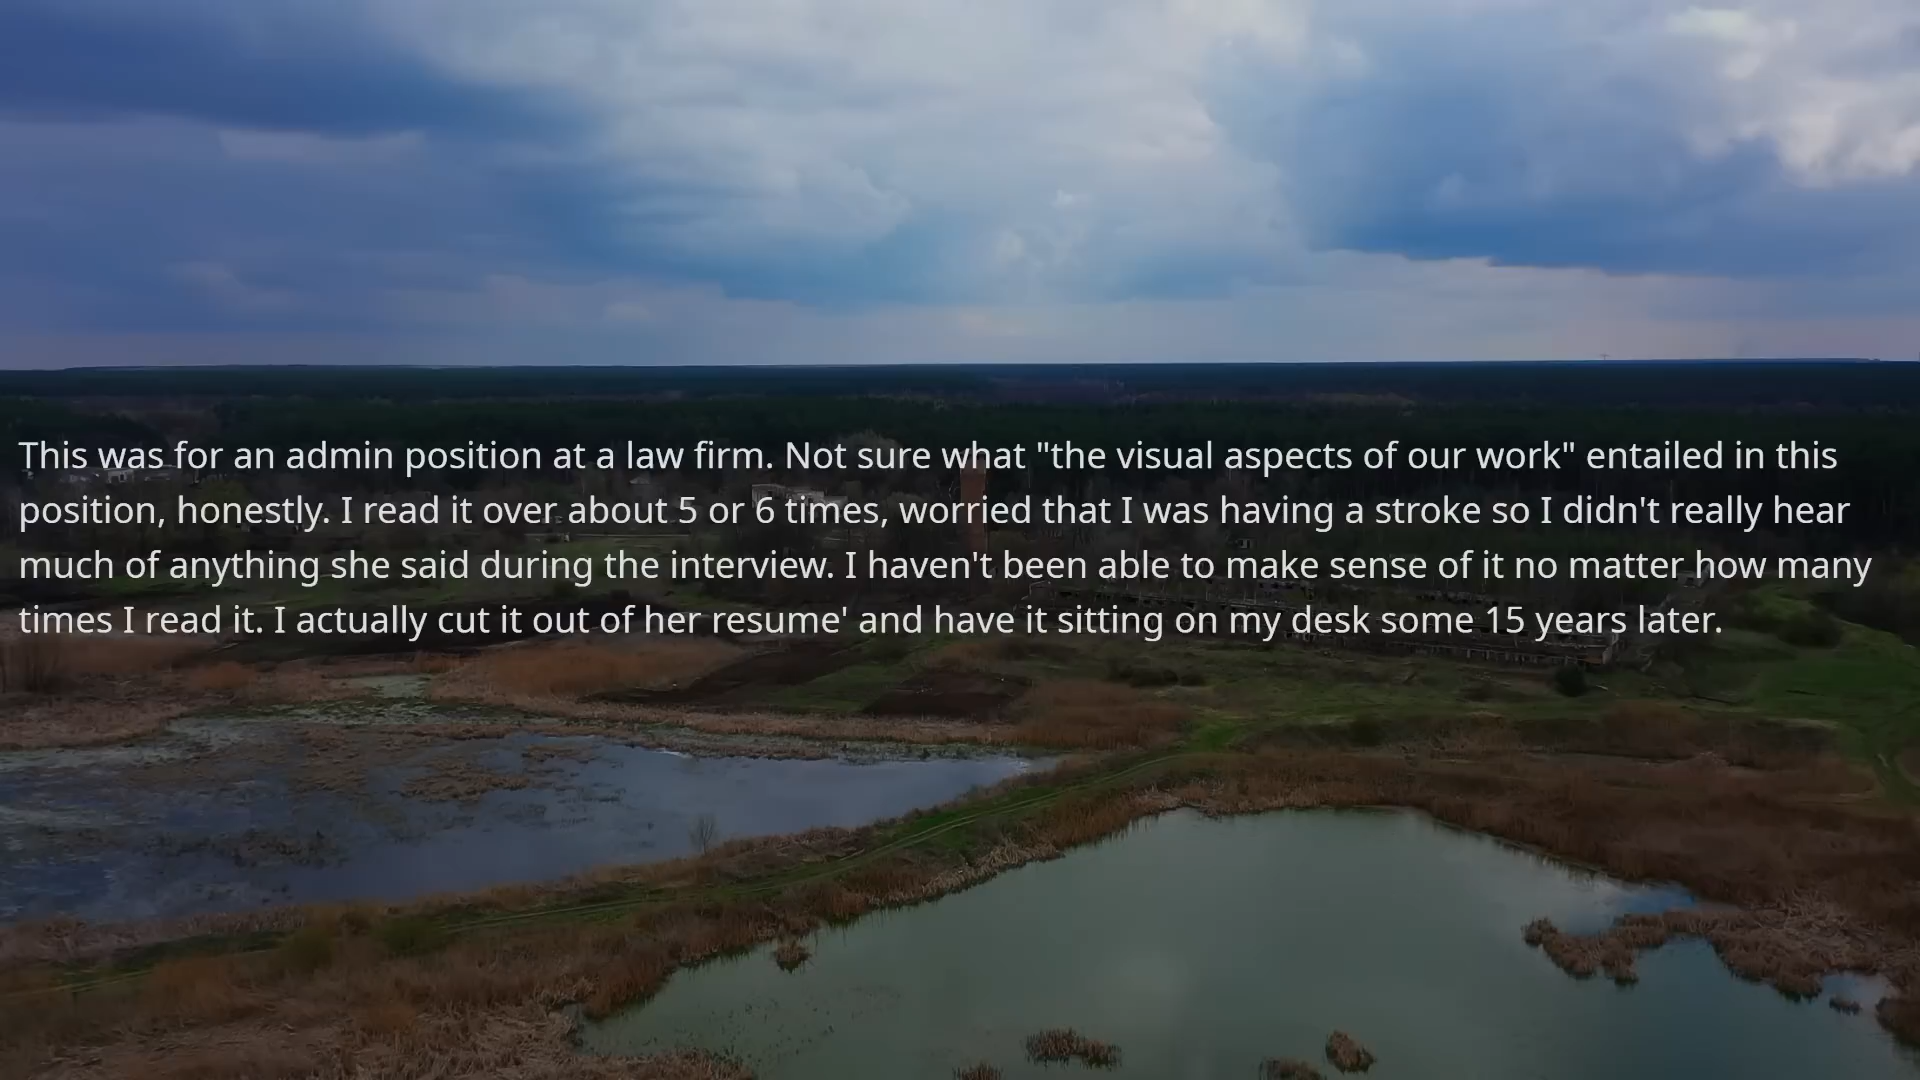 This was for an admin position at a law firm. Not sure what "the visual aspects of our work" entailed in this
position, honestly. I read it over about 5 or 6 times, worried that I was having a stroke so I didn't really hear
much of anything she said during the interview. I haven't been able to make sense of it no matter how many
times I read it. I actually cut it out of her resume' and have it sitting on my desk some 15 years later.